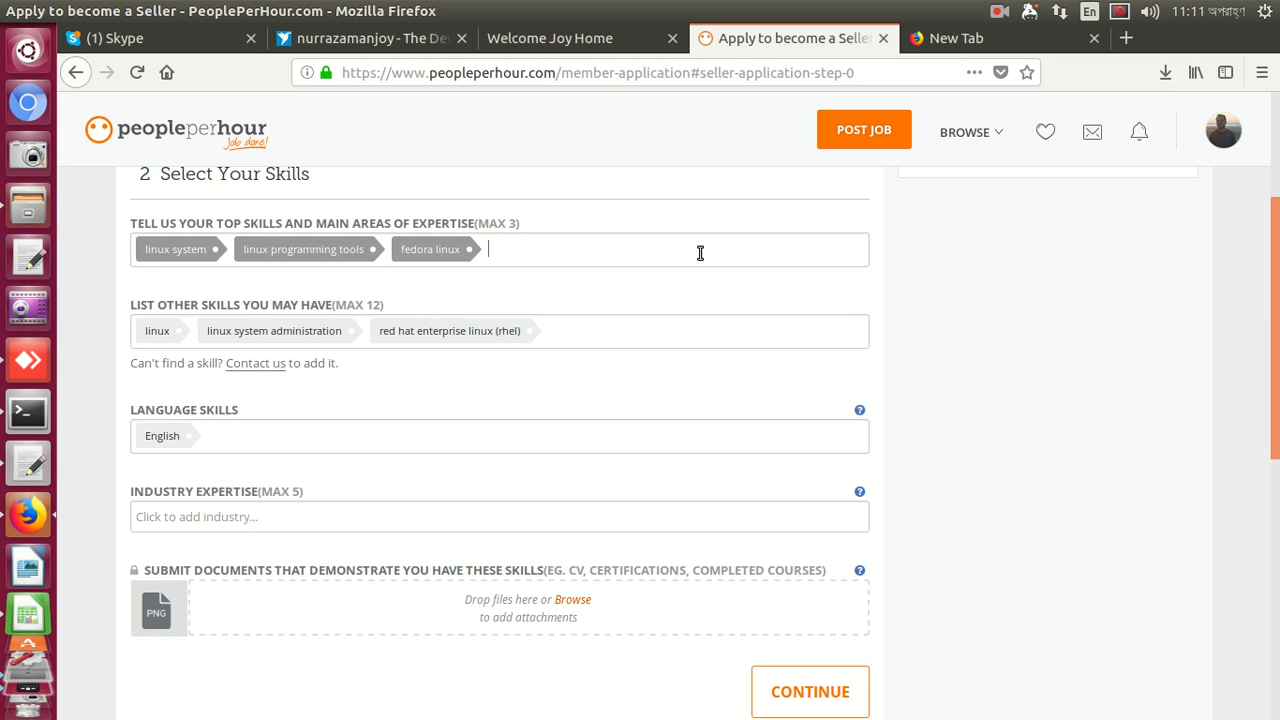 Apply to become a Seller - PeoplePerHour.com - Mozilla Firefox
En
11:11 অপরাহ্ণ
(1) Skype
nurrazamanjoy - The De
Welcome Joy Home
Apply to become a Selle
New Tab
https://www.peopleperhour.com/member-application#seller-application-step-0
peopleperhour
Job done!
POST JOB
BROWSE
2 Select Your Skills
TELL US YOUR TOP SKILLS AND MAIN AREAS OF EXPERTISE(MAX 3)
linux system
linux programming tools
fedora linux
LIST OTHER SKILLS YOU MAY HAVE(MAX 12)
linux
linux system administration
red hat enterprise linux (rhel)
Can't find a skill? Contact us to add it.
LANGUAGE SKILLS
?
English
INDUSTRY EXPERTISE(MAX 5)
?
Click to add industry...
SUBMIT DOCUMENTS THAT DEMONSTRATE YOU HAVE THESE SKILLS(EG. CV, CERTIFICATIONS, COMPLETED COURSES)
?
PNG
Drop files here or Browse
to add attachments
CONTINUE